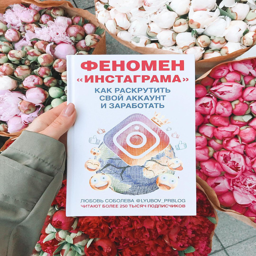 ФЕНОМЕН
«ИНСТАГРАМА»
КАК РАСКРУТИТЬ
СВОЙ АККАУНТ
И ЗАРАБОТАТЬ
ЛЮБОВЬ СОБОЛЕВА @LYUBOV_PRBLOG
ЧИТАЮТ БОЛЕЕ 250 ТЫСЯЧ ПОДПИСЧИКОВ